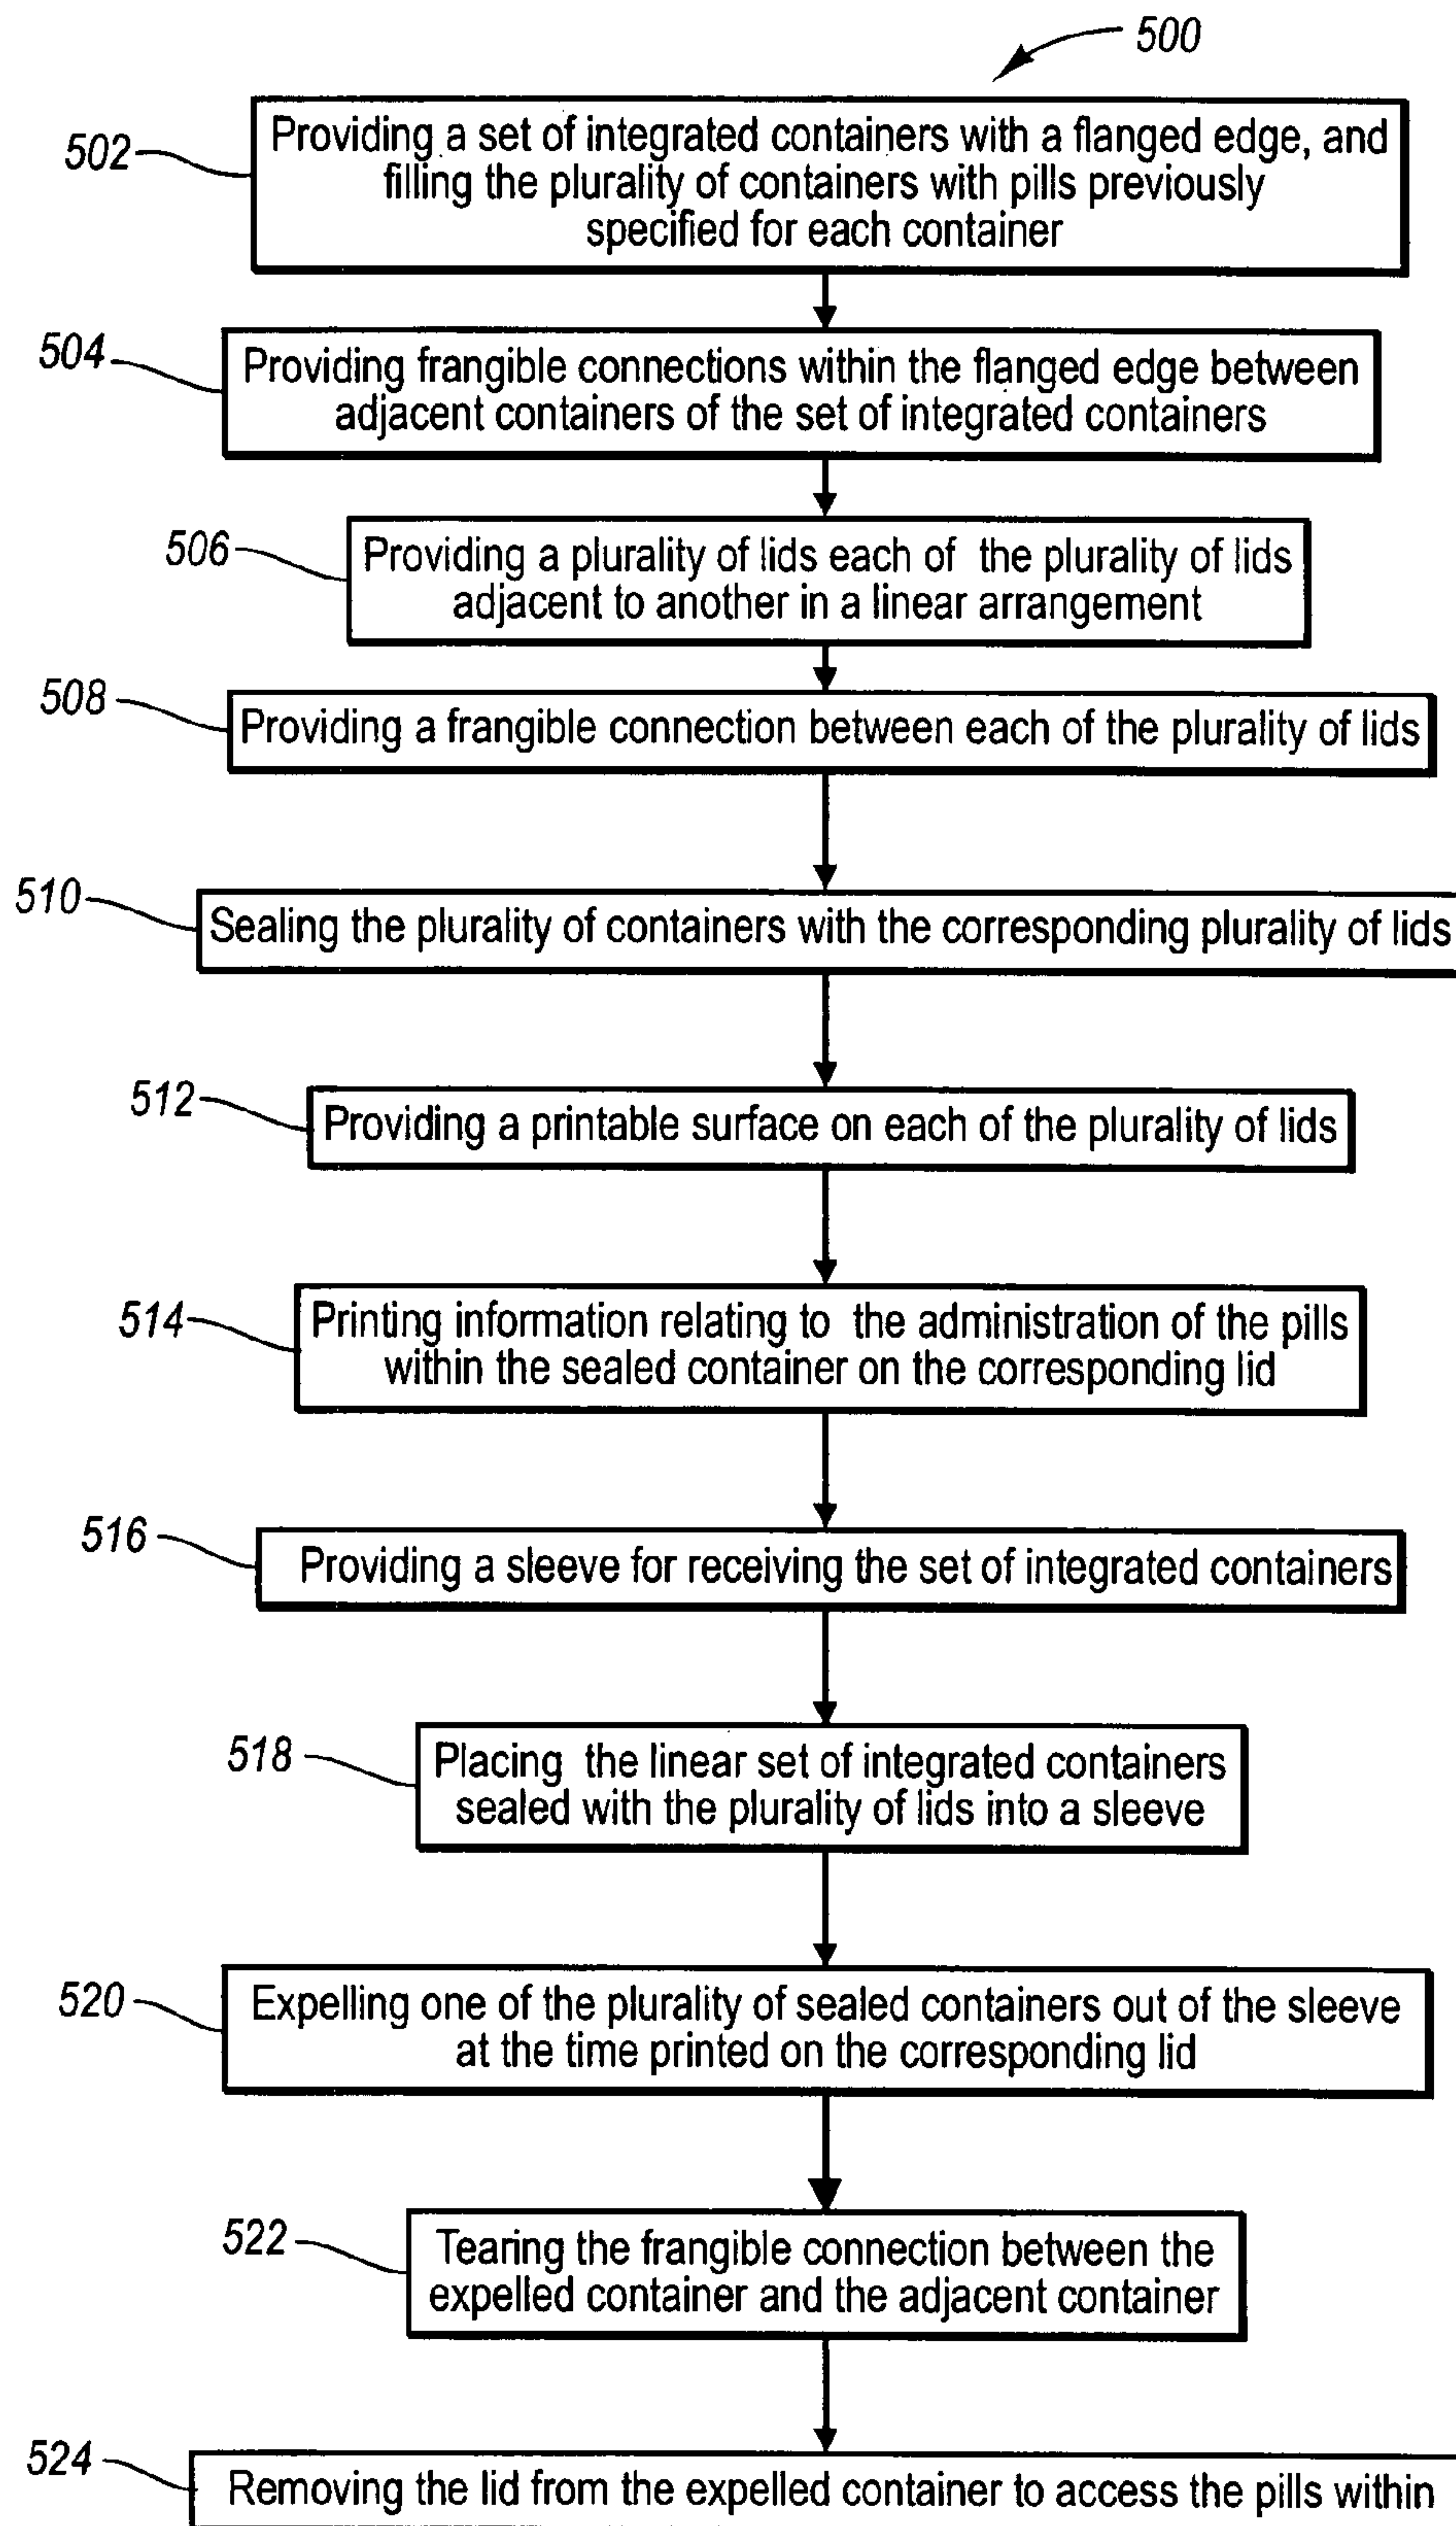 500
502
Providing a set of integrated containers with a flanged edge, and
filling the plurality of containers with pills previously
specified for each container
504
Providing frangible connections within the flanged edge between
adjacent containers of the set of integrated containers
506
Providing a plurality of lids each of the plurality of lids
adjacent to another in a linear arrangement
508
Providing a frangible connection between each of the plurality of lids
510
Sealing the plurality of containers with the corresponding plurality of lids
512
Providing a printable surface on each of the plurality of lids
514
Printing information relating to the administration of the pills
within the sealed container on the corresponding lid
516
Providing a sleeve for receiving the set of integrated containers
518
Placing the linear set of integrated containers
sealed with the plurality of lids into a sleeve
520
Expelling one of the plurality of sealed containers out of the sleeve
at the time printed on the corresponding lid
522
Tearing the frangible connection between the
expelled container and the adjacent container
524
Removing the lid from the expelled container to access the pills within